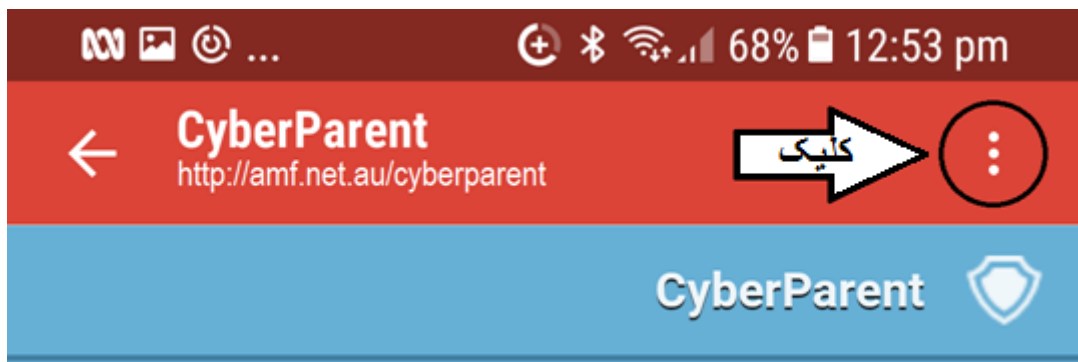 ... 68% 12:53 pm
CyberParent
http://amf.net.au/cyberparent
کلیک
CyberParent